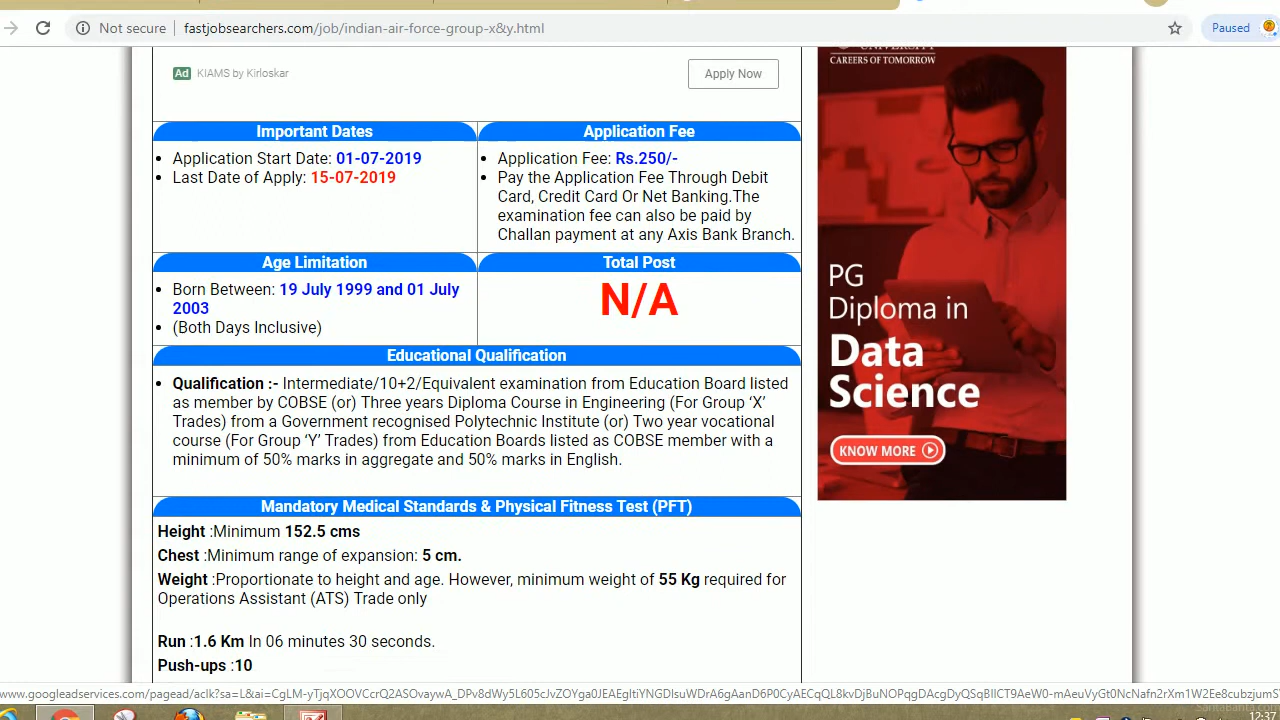 Not secure
fastjobsearchers.com/job/indian-air-force-group-x&y.html
Paused
Ad KIAMS by Kirloskar
Apply Now
UNIVERSITY
CAREERS OF TOMORROW
Important Dates
Application Start Date: 01-07-2019
Last Date of Apply: 15-07-2019
Application Fee
Application Fee: Rs.250/-
Pay the Application Fee Through Debit
Card, Credit Card Or Net Banking.The
examination fee can also be paid by
Challan payment at any Axis Bank Branch.
Age Limitation
Born Between: 19 July 1999 and 01 July
2003
(Both Days Inclusive)
Total Post
N/A
PG
Diploma in
Data
Science
KNOW MORE
Educational Qualification
Qualification :- Intermediate/10+2/Equivalent examination from Education Board listed
as member by COBSE (or) Three years Diploma Course in Engineering (For Group ‘X’
Trades) from a Government recognised Polytechnic Institute (or) Two year vocational
course (For Group ‘Y’ Trades) from Education Boards listed as COBSE member with a
minimum of 50% marks in aggregate and 50% marks in English.
Mandatory Medical Standards & Physical Fitness Test (PFT)
Height :Minimum 152.5 cms
Chest :Minimum range of expansion: 5 cm.
Weight :Proportionate to height and age. However, minimum weight of 55 Kg required for
Operations Assistant (ATS) Trade only
Run :1.6 Km In 06 minutes 30 seconds.
Push-ups :10
12:37